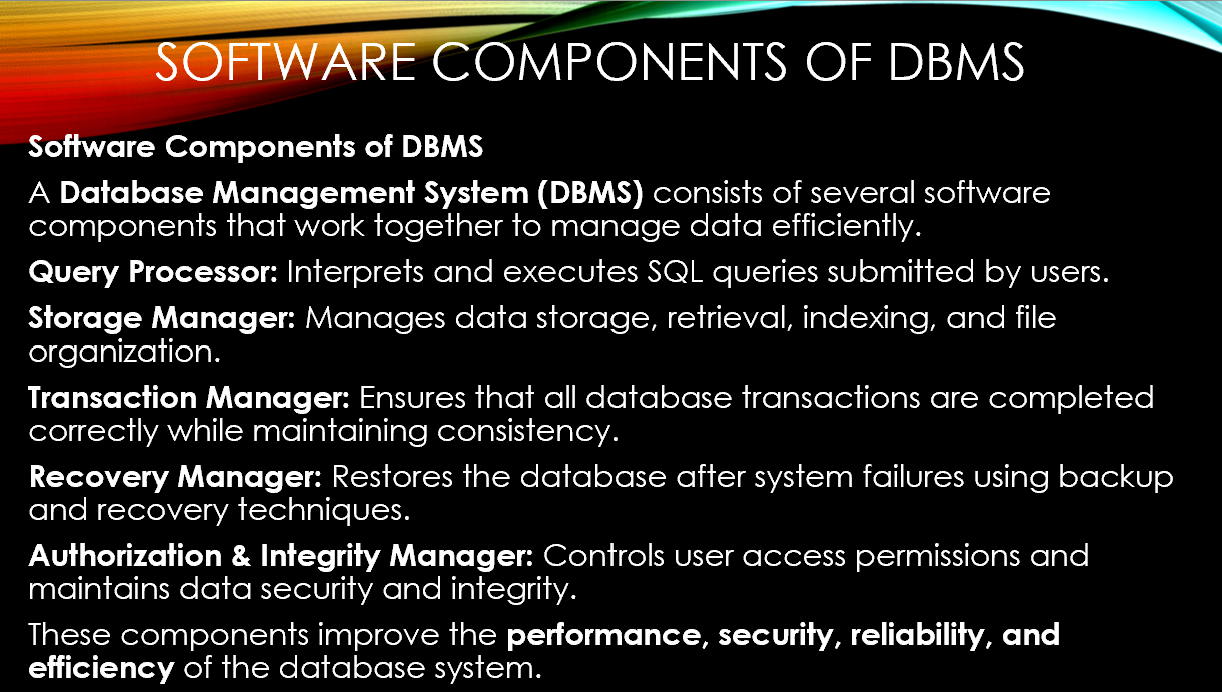 SOFTWARE COMPONENTS OF DBMS
Software Components of DBMS
A Database Management System (DBMS) consists of several software
components that work together to manage data efficiently.
Query Processor: Interprets and executes SQL queries submitted by users.
Storage Manager: Manages data storage, retrieval, indexing, and file
organization.
Transaction Manager: Ensures that all database transactions are completed
correctly while maintaining consistency.
Recovery Manager: Restores the database after system failures using backup
and recovery techniques.
Authorization & Integrity Manager: Controls user access permissions and
maintains data security and integrity.
These components improve the performance, security, reliability, and
efficiency of the database system.